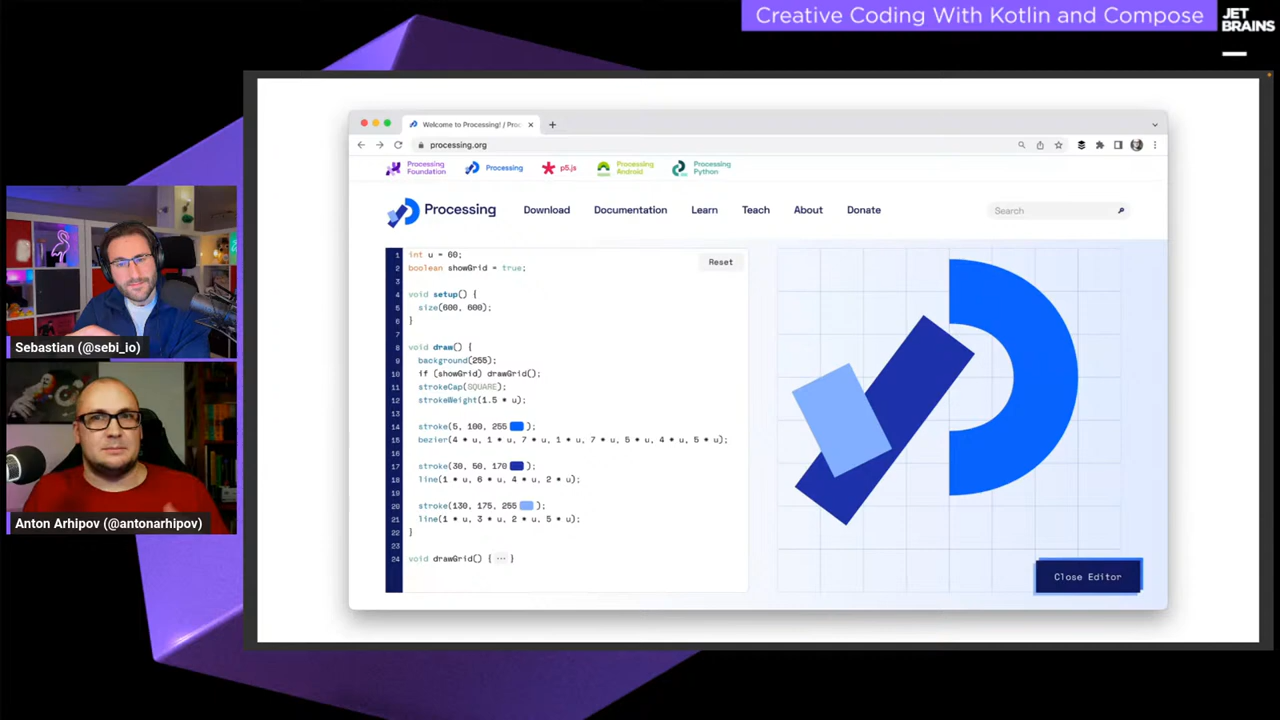 Creative Coding With Kotlin and Compose
JET
BRAINS
Welcome to Processing! / Proc
processing.org
Processing
Foundation
Processing
p5.js
Processing
Android
Processing
Python
Processing
Download
Documentation
Learn
Teach
About
Donate
Search
Reset
1 int u = 60;
2 boolean showGrid = true;
3
4 void setup() {
5 size(600, 600);
6 }
7
8 void draw() {
9 background(255);
10 if (showGrid) drawGrid();
11 strokeCap(SQUARE);
12 strokeWeight(1.5 * u);
13
14 stroke(5, 100, 255 );
15 bezier(4 * u, 1 * u, 7 * u, 1 * u, 7 * u, 5 * u, 4 * u, 5 * u);
16
17 stroke(30, 50, 170 );
18 line(1 * u, 6 * u, 4 * u, 2 * u);
19
20 stroke(130, 175, 255 );
21 line(1 * u, 3 * u, 2 * u, 5 * u);
22 }
23
24 void drawGrid() { ··· }
Close Editor
Sebastian (@sebi_io)
Anton Arhipov (@antonarhipov)